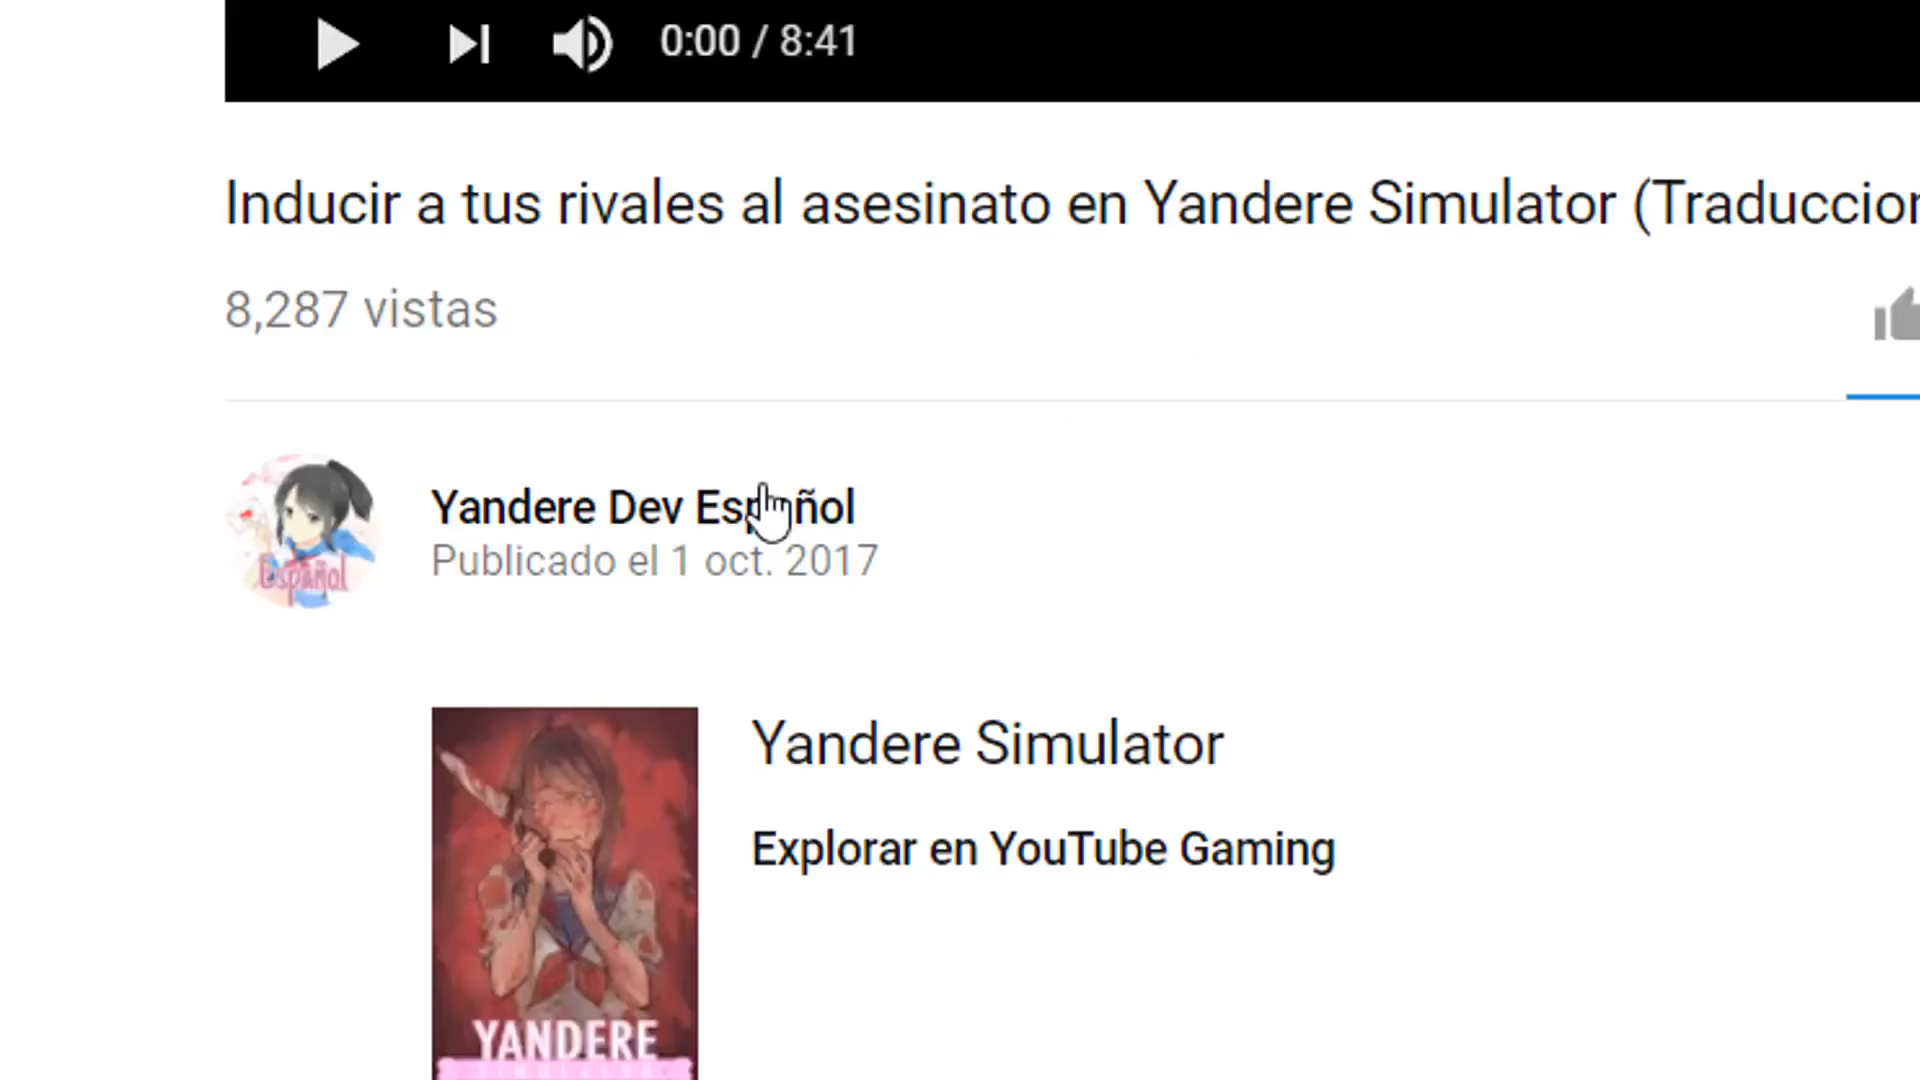 0:00 / 8:41
Inducir a tus rivales al asesinato en Yandere Simulator (Traduccion
8,287 vistas
Yandere Dev Español
Publicado el 1 oct. 2017
Español
Yandere Simulator
Explorar en YouTube Gaming
YANDERE